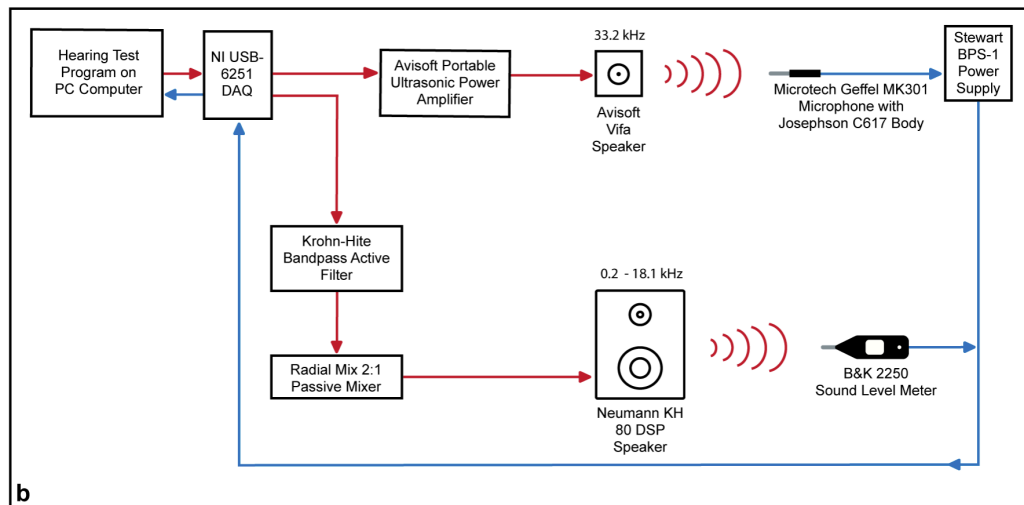 Hearing Test
Program on
PC Computer
NI USB-
6251
DAQ
Avisoft Portable
Ultrasonic Power
Amplifier
33.2 kHz
Avisoft
Vifa
Speaker
Microtech Geffel MK301
Microphone with
Josephson C617 Body
Stewart
BPS-1
Power
Supply
Krohn-Hite
Bandpass Active
Filter
Radial Mix 2:1
Passive Mixer
0.2 - 18.1 kHz
Neumann KH
80 DSP
Speaker
B&K 2250
Sound Level Meter
b